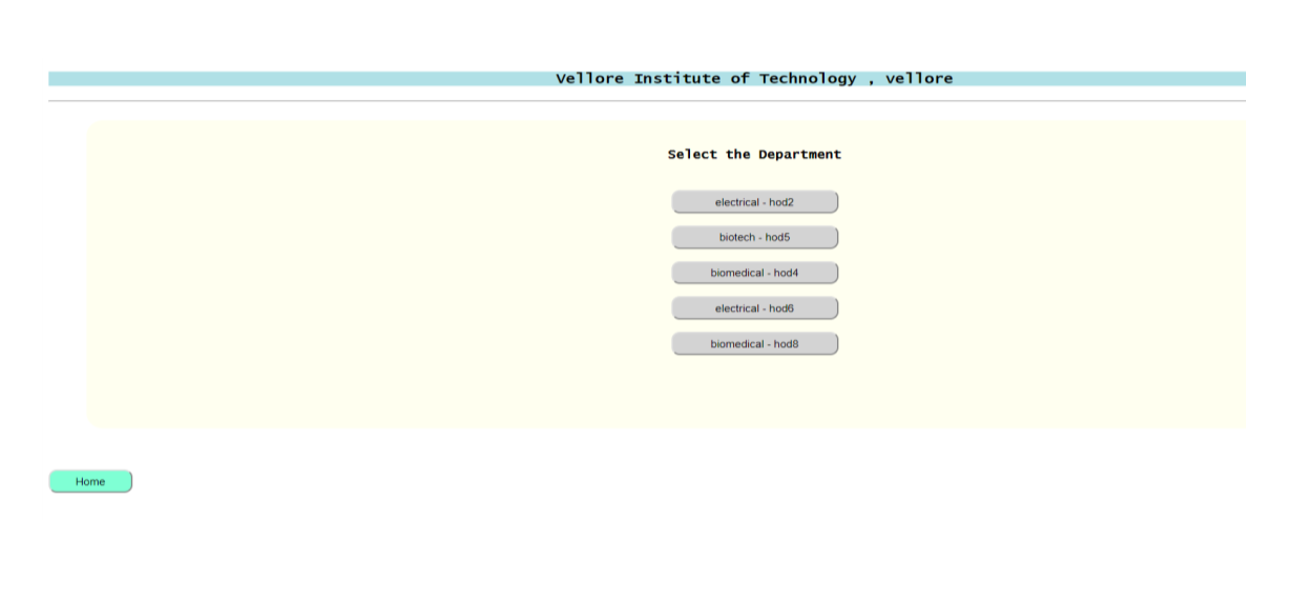 Vellore Institute of Technology , vellore
Select the Department
electrical - hod2
biotech - hod5
biomedical - hod4
electrical - hod6
biomedical - hod8
Home